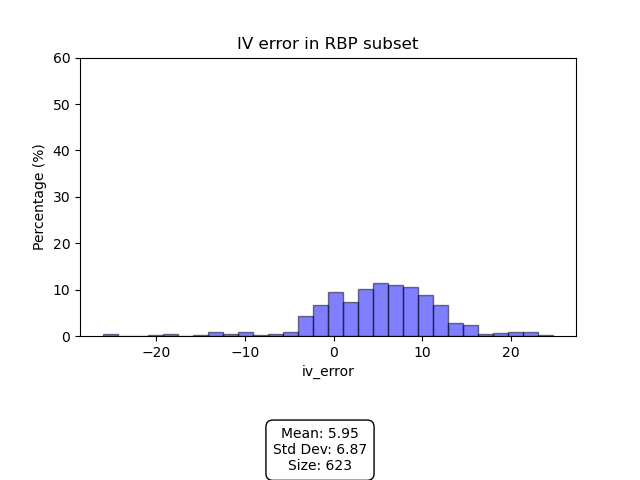 IV error in RBP subset
60
50
40
30
20
10
0
Percentage (%)
−20
−10
0
10
20
iv_error
Mean: 5.95
Std Dev: 6.87
Size: 623